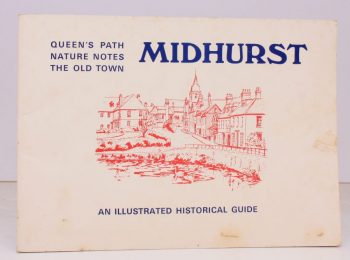 QUEEN'S PATH
NATURE NOTES
THE OLD TOWN
MIDHURST
AN ILLUSTRATED HISTORICAL GUIDE